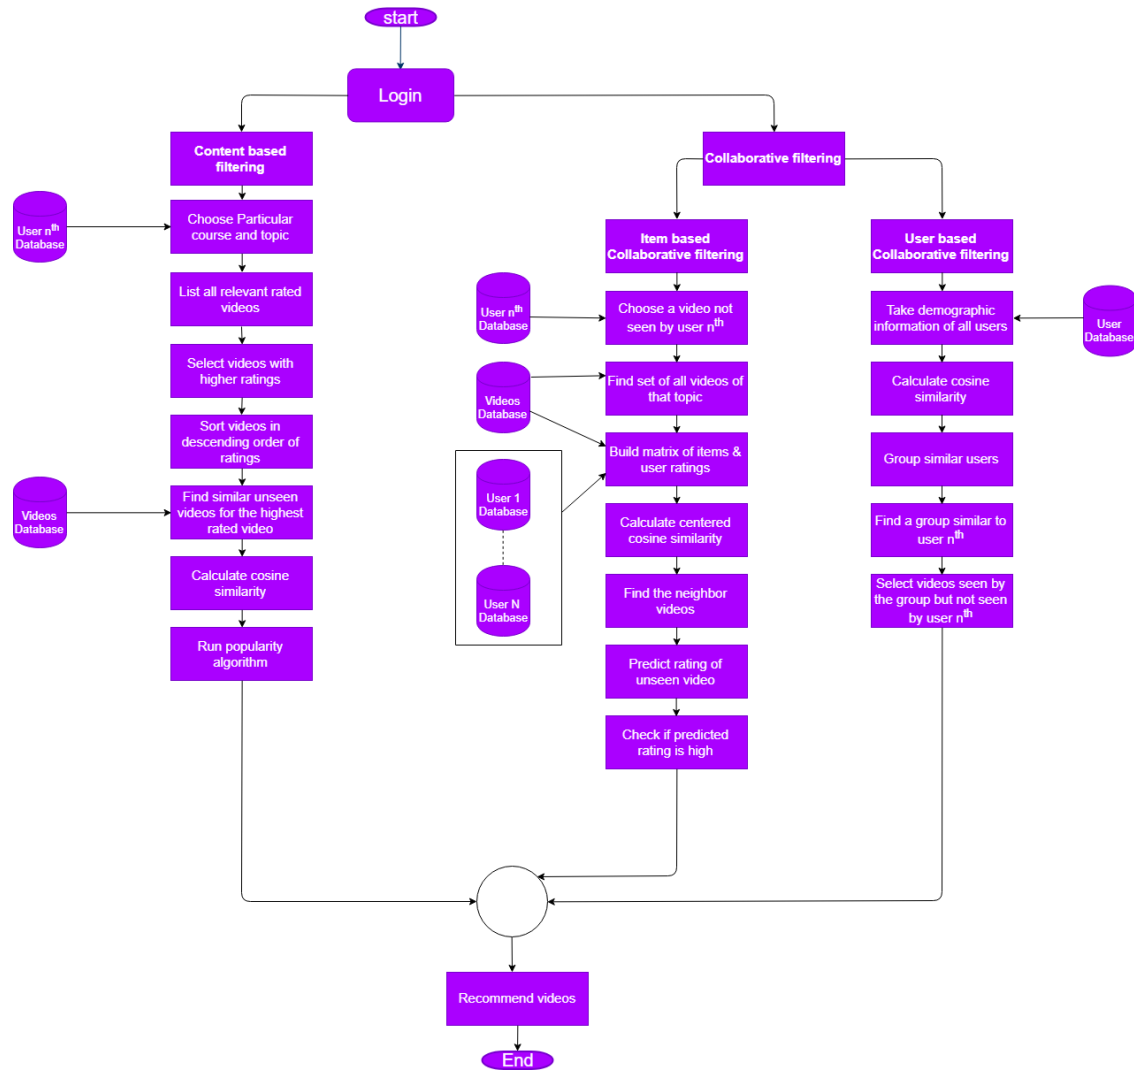 start
Login
Content based
filtering
User nth
Database
Choose Particular
course and topic
List all relevant rated
videos
Select videos with
higher ratings
Sort videos in
descending order of
ratings
Videos
Database
Find similar unseen
videos for the highest
rated video
Calculate cosine
similarity
Run popularity
algorithm
Collaborative filtering
Item based
Collaborative filtering
User nth
Database
Choose a video not
seen by user nth
Videos
Database
Find set of all videos of
that topic
Build matrix of items &
user ratings
User 1
Database
User N
Database
Calculate centered
cosine similarity
Find the neighbor
videos
Predict rating of
unseen video
Check if predicted
rating is high
User based
Collaborative filtering
Take demographic
information of all users
User
Database
Calculate cosine
similarity
Group similar users
Find a group similar to
user nth
Select videos seen by
the group but not seen
by user nth
Recommend videos
End